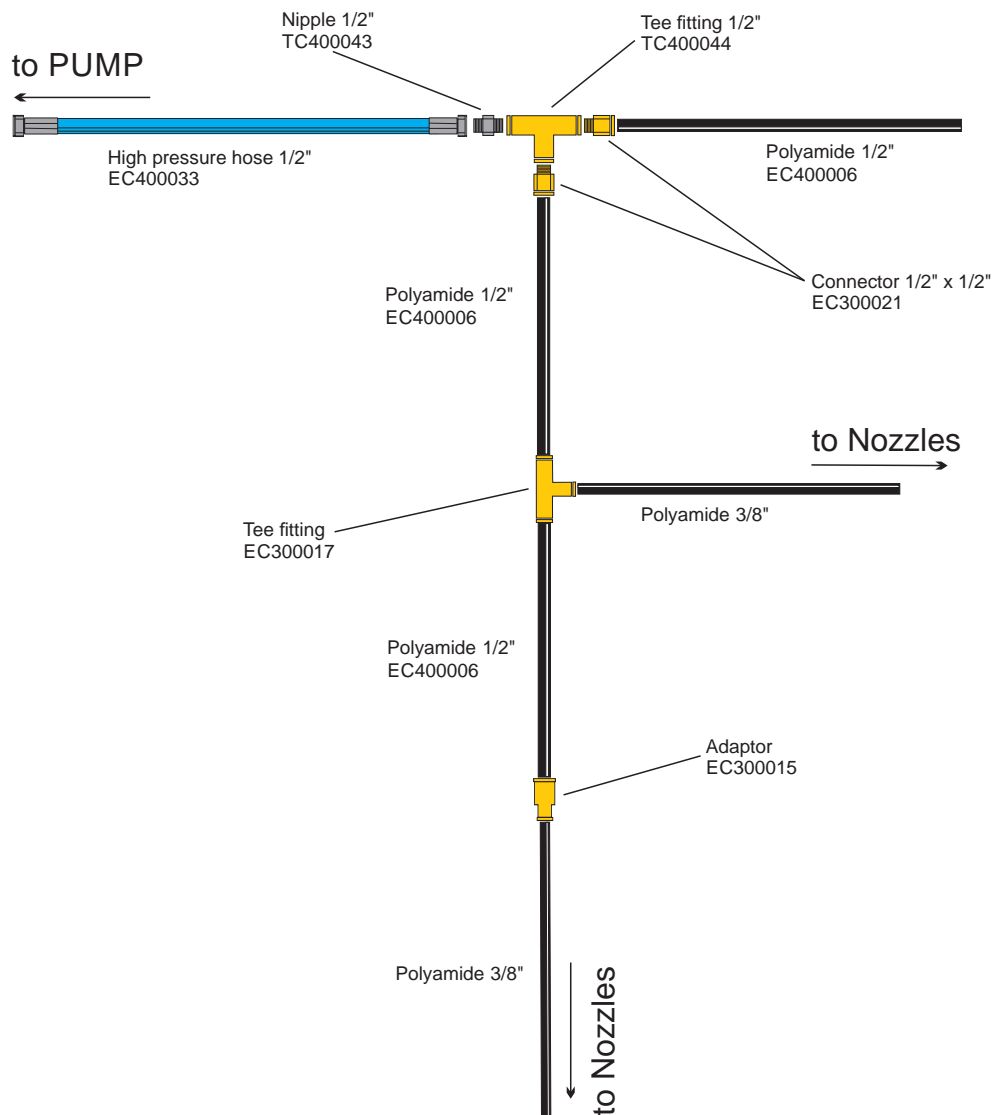 Nipple 1/2"
TC400043
Tee fitting 1/2"
TC400044
to PUMP
High pressure hose 1/2"
EC400033
Polyamide 1/2"
EC400006
Connector 1/2" x 1/2"
EC300021
Polyamide 1/2"
EC400006
to Nozzles
Polyamide 3/8"
Tee fitting
EC300017
Polyamide 1/2"
EC400006
Adaptor
EC300015
Polyamide 3/8"
to Nozzles